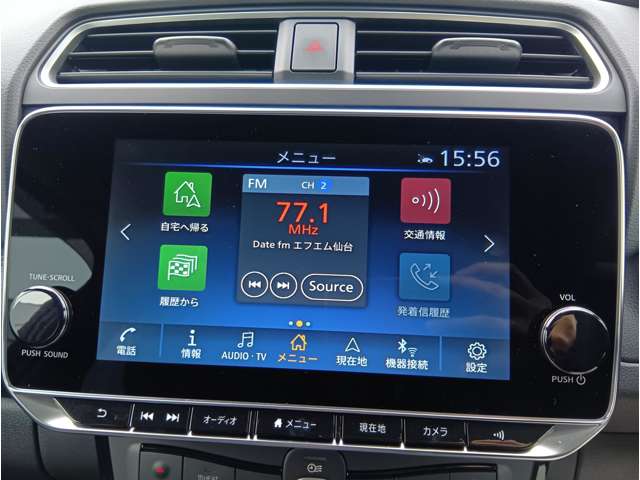 メニュー
15:56
自宅へ帰る
FM CH 2
77.1
MHz
Date fm エフエム仙台
交通情報
履歴から
Source
発着信履歴
TUNE·SCROLL
PUSH SOUND
VOL
PUSH
電話
情報
AUDIO·TV
メニュー
現在地
機器接続
設定
オーディオ
メニュー
現在地
カメラ